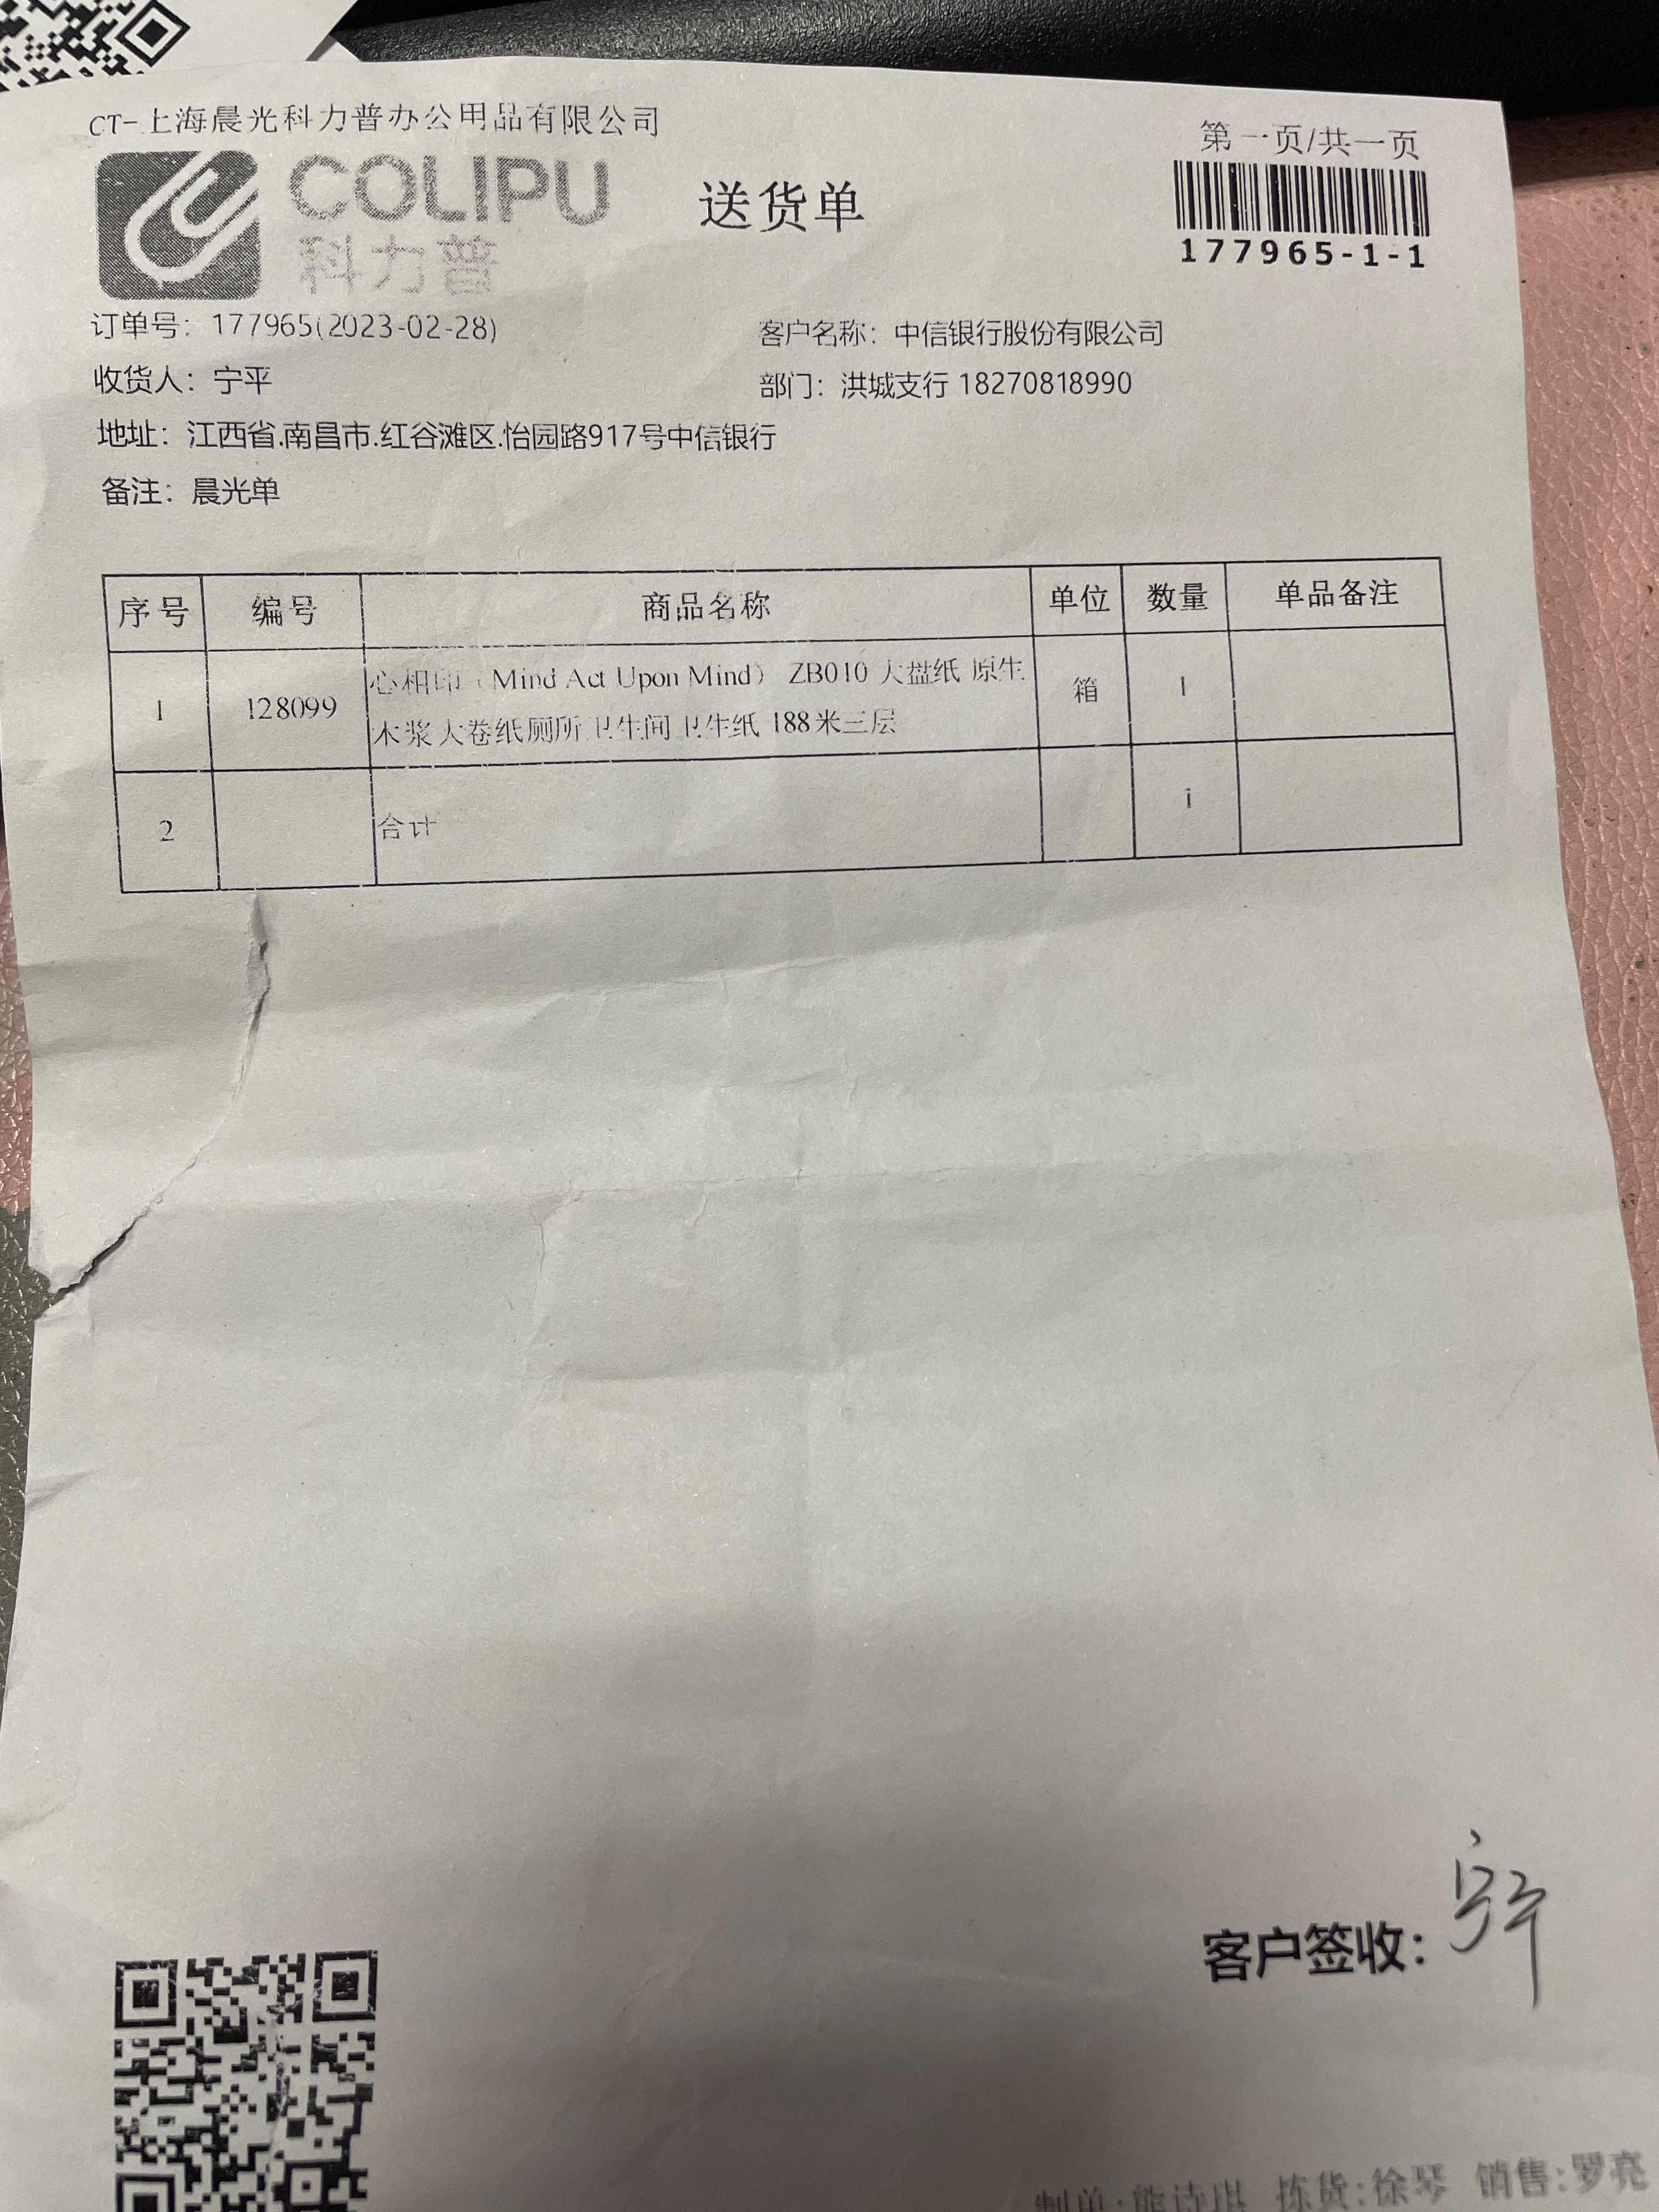 CT-上海晨光科力普办公用品有限公司
第一页/共一页
COLIPU
科力普
送货单
177965-1-1
订单号：177965(2023-02-28)
客户名称：中信银行股份有限公司
收货人：宁平
部门：洪城支行 18270818990
地址：江西省.南昌市.红谷滩区.怡园路917号中信银行
备注：晨光单
序号 编号 商品名称 单位 数量 单品备注
1 128099 心相印（Mind Act Upon Mind） ZB010 大盘纸 原生 箱 1
木浆大卷纸厕所卫生间卫生纸 188米三层
2 合计 1
客户签收：宁平
制单:熊诗琪 拣货:徐琴 销售:罗亮